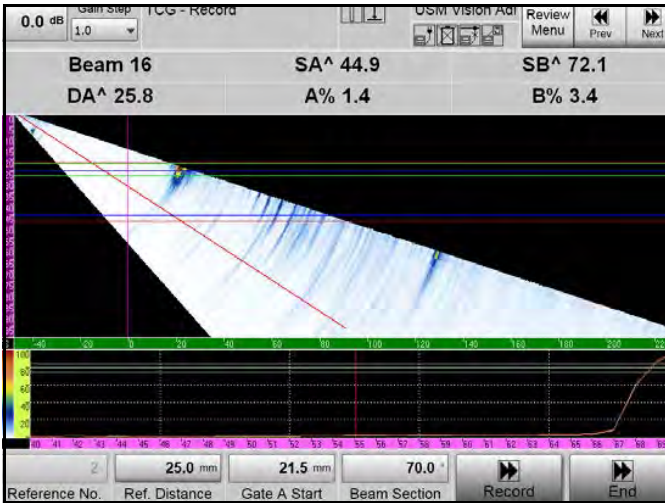 0.0 dB
Gain Step
1.0
TCG - Record
USM Vision Adi
Review Menu
Prev
Next
Beam 16
SA^ 44.9
SB^ 72.1
DA^ 25.8
A% 1.4
B% 3.4
-40 -20 0 20 40 60 80 100 120 140 160 180 200 22
100
80
60
40
20
40 41 42 43 44 45 46 47 48 49 50 51 52 53 54 55 56 57 58 59 60 61 62 63 64 65 66 67 68 69
2
25.0 mm
21.5 mm
70.0 °
Reference No.
Ref. Distance
Gate A Start
Beam Section
Record
End